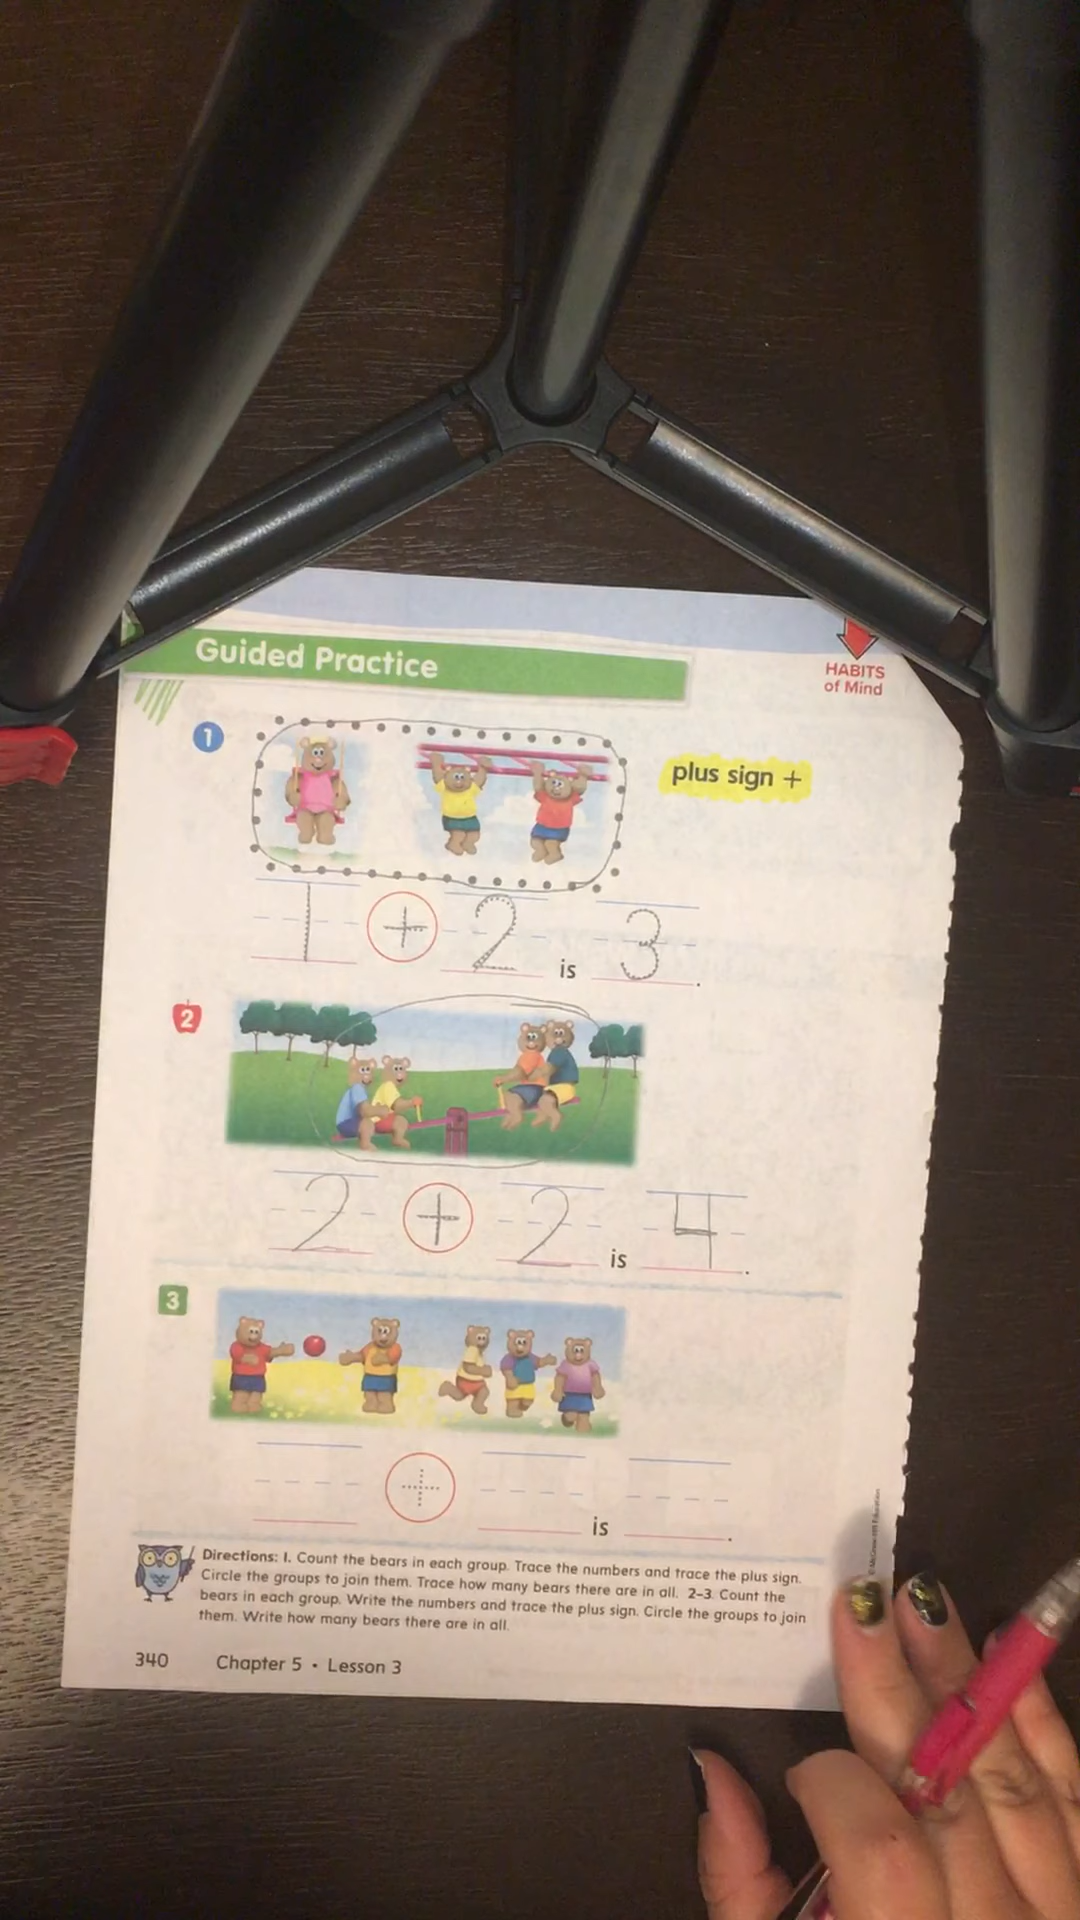 Guided Practice
HABITS
of Mind
1
plus sign +
1 + 2 is 3.
2
2 + 2 is 4.
3
+ is .
Directions: 1. Count the bears in each group. Trace the numbers and trace the plus sign.
Circle the groups to join them. Trace how many bears there are in all. 2–3. Count the
bears in each group. Write the numbers and trace the plus sign. Circle the groups to join
them. Write how many bears there are in all.
340 Chapter 5 • Lesson 3
McGraw-Hill Education